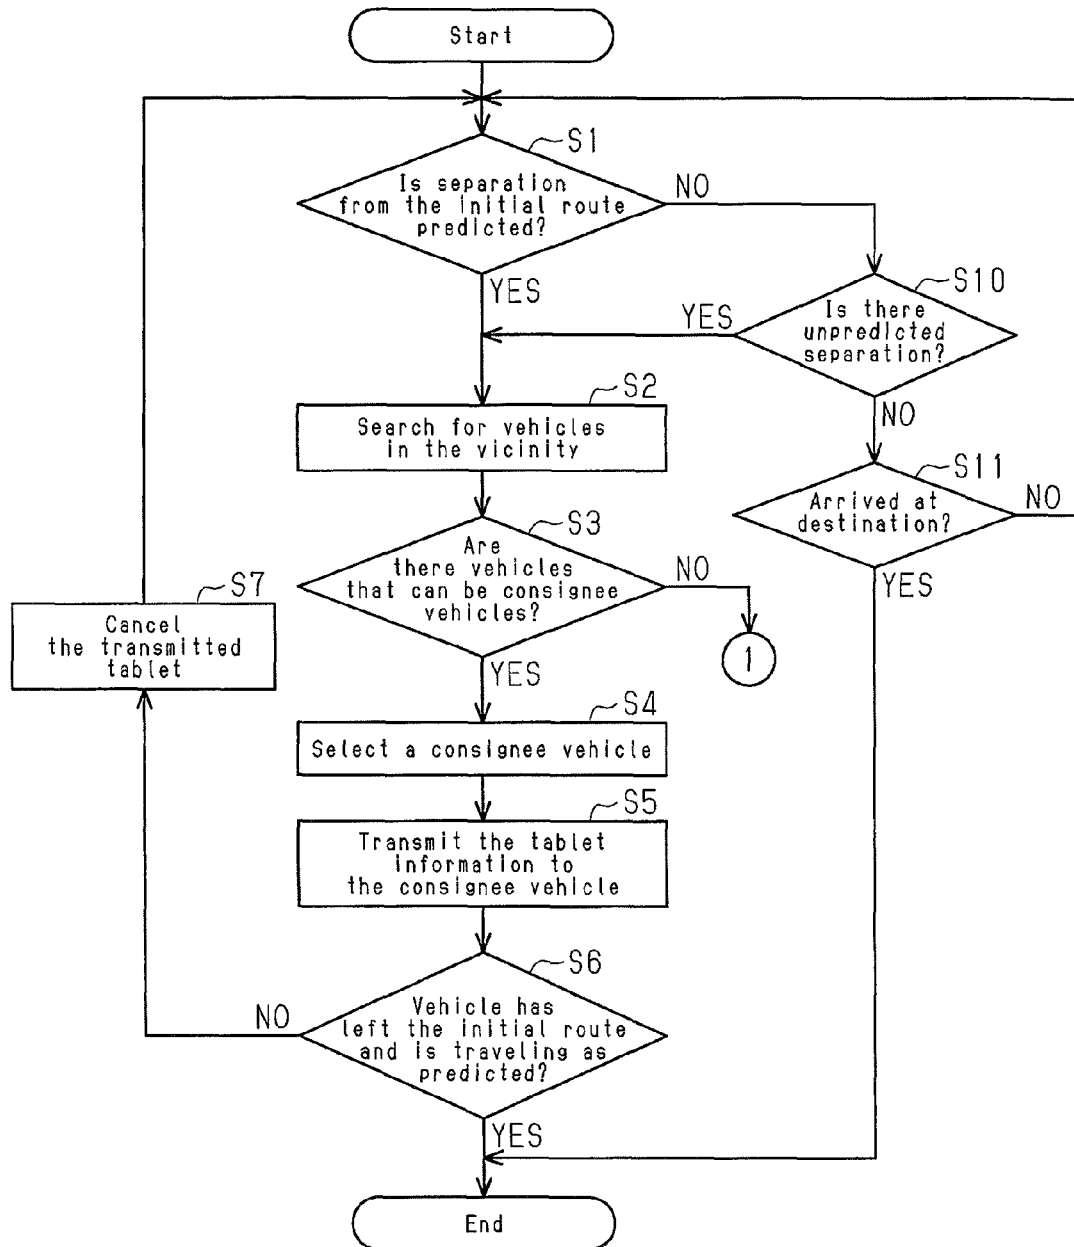 Start
S1
Is separation
from the initial route
predicted?
NO
YES
S10
Is there
unpredicted
separation?
YES
NO
S2
Search for vehicles
in the vicinity
S11
Arrived at
destination?
NO
YES
S3
Are
there vehicles
that can be consignee
vehicles?
NO
1
YES
S7
Cancel
the transmitted
tablet
S4
Select a consignee vehicle
S5
Transmit the tablet
information to
the consignee vehicle
S6
Vehicle has
left the initial route
and is traveling as
predicted?
NO
YES
End